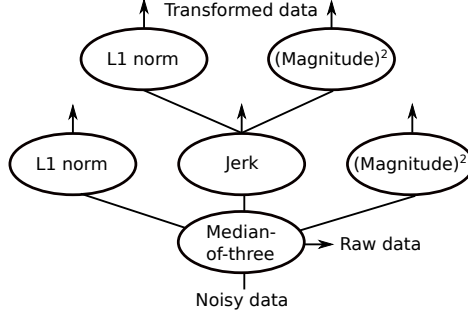 Transformed data
L1 norm
(Magnitude)²
L1 norm
Jerk
(Magnitude)²
Median-
of-three
Raw data
Noisy data